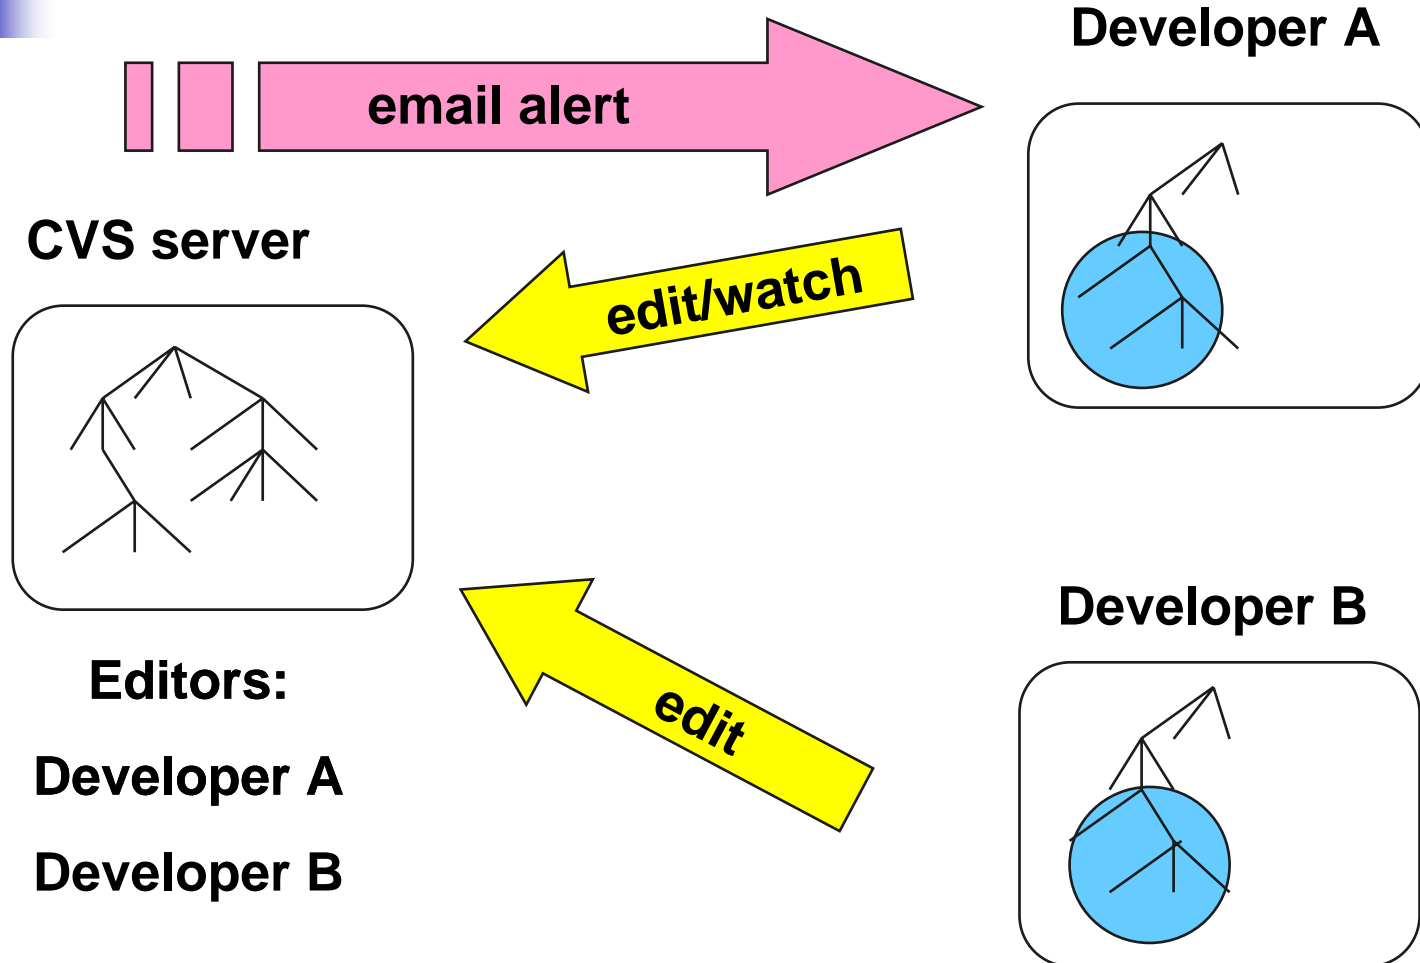 Developer A
email alert
CVS server
edit/watch
Developer B
edit
Editors:
Developer A
Developer B